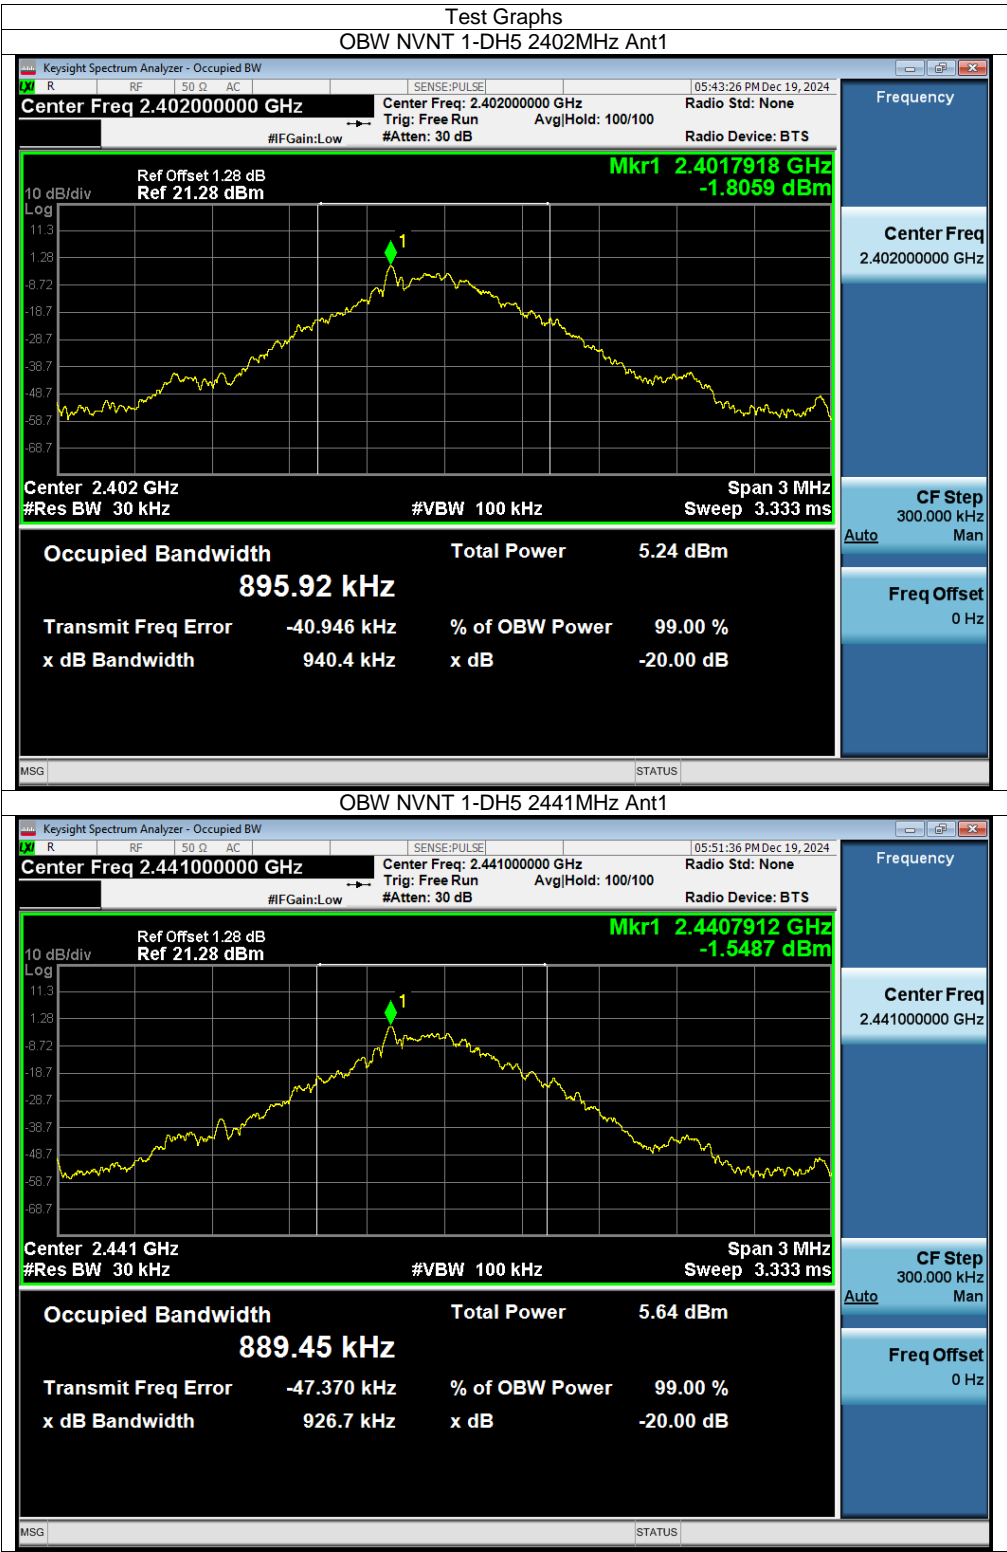 Test Graphs
OBW NVNT 1-DH5 2402MHz Ant1
Keysight Spectrum Analyzer - Occupied BW
LXI R RF 50 Ω AC SENSE:PULSE 05:43:26 PM Dec 19, 2024
Center Freq 2.402000000 GHz
Center Freq: 2.402000000 GHz
Radio Std: None
Trig: Free Run Avg|Hold: 100/100
#IFGain:Low #Atten: 30 dB Radio Device: BTS
Frequency
Mkr1 2.4017918 GHz
-1.8059 dBm
Ref Offset 1.28 dB
10 dB/div Ref 21.28 dBm
Log
11.3
1.28
-8.72
-18.7
-28.7
-38.7
-48.7
-58.7
-68.7
1
Center 2.402 GHz Span 3 MHz
#Res BW 30 kHz #VBW 100 kHz Sweep 3.333 ms
Center Freq
2.402000000 GHz
CF Step
300.000 kHz
Auto Man
Freq Offset
0 Hz
Occupied Bandwidth Total Power 5.24 dBm
895.92 kHz
Transmit Freq Error -40.946 kHz % of OBW Power 99.00 %
x dB Bandwidth 940.4 kHz x dB -20.00 dB
MSG STATUS
OBW NVNT 1-DH5 2441MHz Ant1
Keysight Spectrum Analyzer - Occupied BW
LXI R RF 50 Ω AC SENSE:PULSE 05:51:36 PM Dec 19, 2024
Center Freq 2.441000000 GHz
Center Freq: 2.441000000 GHz
Radio Std: None
Trig: Free Run Avg|Hold: 100/100
#IFGain:Low #Atten: 30 dB Radio Device: BTS
Frequency
Mkr1 2.4407912 GHz
-1.5487 dBm
Ref Offset 1.28 dB
10 dB/div Ref 21.28 dBm
Log
11.3
1.28
-8.72
-18.7
-28.7
-38.7
-48.7
-58.7
-68.7
1
Center 2.441 GHz Span 3 MHz
#Res BW 30 kHz #VBW 100 kHz Sweep 3.333 ms
Center Freq
2.441000000 GHz
CF Step
300.000 kHz
Auto Man
Freq Offset
0 Hz
Occupied Bandwidth Total Power 5.64 dBm
889.45 kHz
Transmit Freq Error -47.370 kHz % of OBW Power 99.00 %
x dB Bandwidth 926.7 kHz x dB -20.00 dB
MSG STATUS